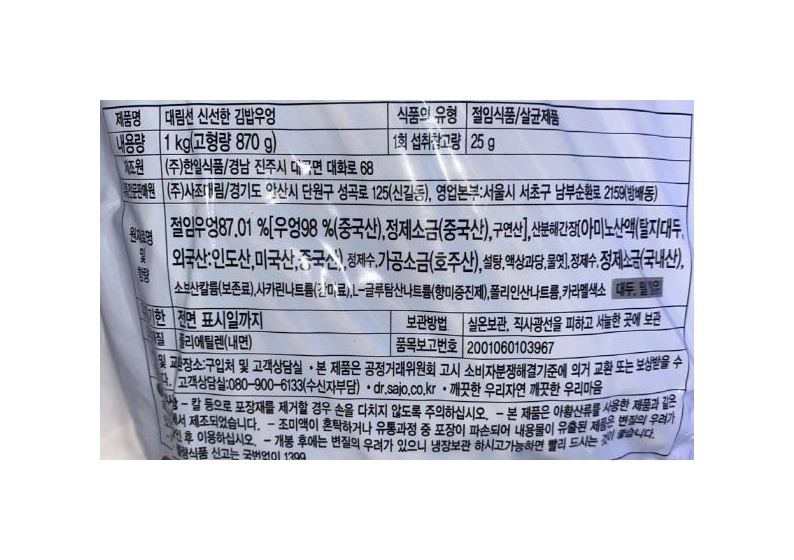 제품명 대림선 신선한 김밥우엉 식품의 유형 절임식품/살균제품
내용량 1 kg(고형량 870 g) 1회 섭취참고량 25 g
제조원 (주)한일식품/경남 진주시 대곡면 대화로 68
(주)사조대림/경기도 안산시 단원구 성곡로 125(신길동), 영업본부:서울시 서초구 남부순환로 2159(방배동)
원재료명 및 함량 절임우엉87.01 %[우엉98 %(중국산),정제소금(중국산),구연산],산분해간장[아미노산액(탈지대두,
외국산:인도산,미국산,중국산),정제수,가공소금(호주산),설탕,액상과당,물엿],정제수,정제소금(국내산),
소브산칼륨(보존료),사카린나트륨(감미료),L-글루탐산나트륨(향미증진제),폴리인산나트륨,카라멜색소 대두, 밀
전면 표시일까지 보관방법 실온보관, 직사광선을 피하고 서늘한 곳에 보관
폴리에틸렌(내면) 품목보고번호 2001060103967
및 교환장소:구입처 및 고객상담실 • 본 제품은 공정거래위원회 고시 소비자분쟁해결기준에 의거 교환 또는 보상받을 수
고객상담실:080-900-6133(수신자부담) • dr.sajo.co.kr • 깨끗한 우리자연 깨끗한 우리마음
- 칼 등으로 포장재를 제거할 경우 손을 다치지 않도록 주의하십시오. - 본 제품은 아황산류를 사용한 제품과 같은
제조되었습니다. - 조미액이 혼탁하거나 유통과정 중 포장이 파손되어 내용물이 유출된 제품은 변질의 우려가
후 이용하십시오. - 개봉 후에는 변질의 우려가 있으니 냉장보관 하시고가능하면 빨리 드시는 것이 좋습니다.
식품 신고는 국번없이 1399